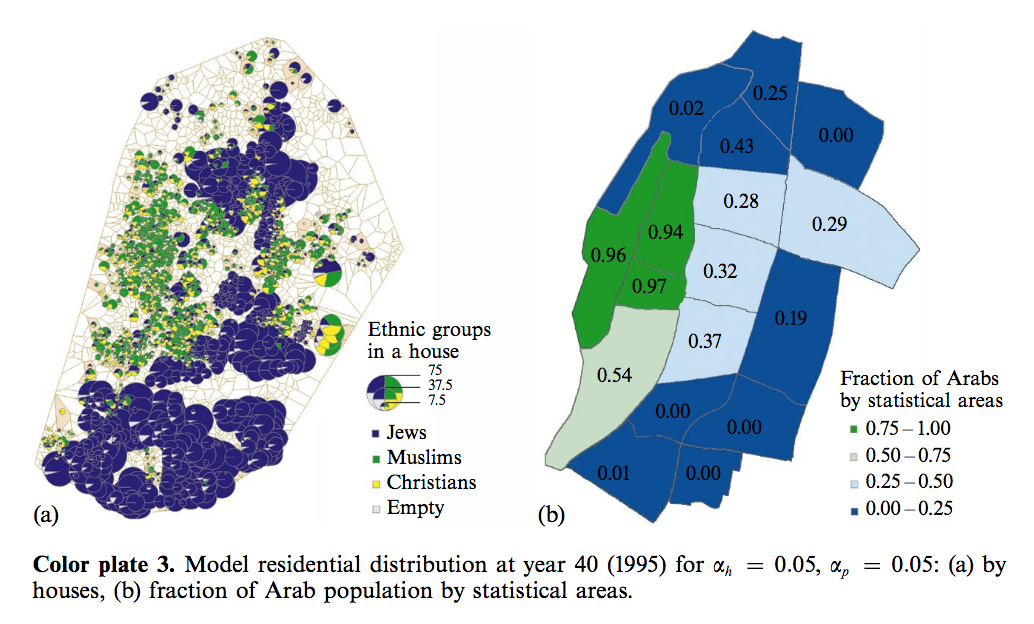 0.25
0.02
0.00
0.43
0.28
0.29
0.94
0.96
0.32
0.97
0.19
0.37
0.54
0.00
0.00
0.01
0.00
Ethnic groups
in a house
75
37.5
7.5
Jews
Muslims
Christians
Empty
Fraction of Arabs
by statistical areas
0.75 – 1.00
0.50 – 0.75
0.25 – 0.50
0.00 – 0.25
(a)
(b)
Color plate 3. Model residential distribution at year 40 (1995) for αh = 0.05, αp = 0.05: (a) by
houses, (b) fraction of Arab population by statistical areas.